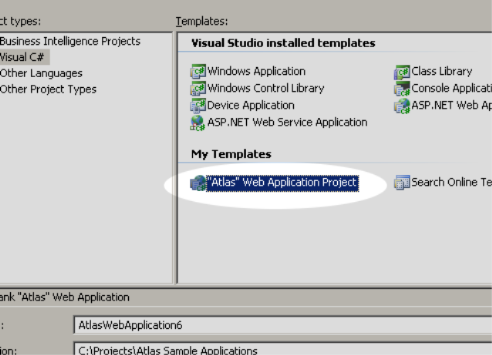 ct types:
Templates:
Business Intelligence Projects
Visual C#
Other Languages
Other Project Types
Visual Studio installed templates
Windows Application
Class Library
Windows Control Library
Console Applicati
Device Application
ASP.NET Web Ap
ASP.NET Web Service Application
My Templates
"Atlas" Web Application Project
Search Online Te
ank "Atlas" Web Application
:
AtlasWebApplication6
ion:
C:\Projects\Atlas Sample Applications